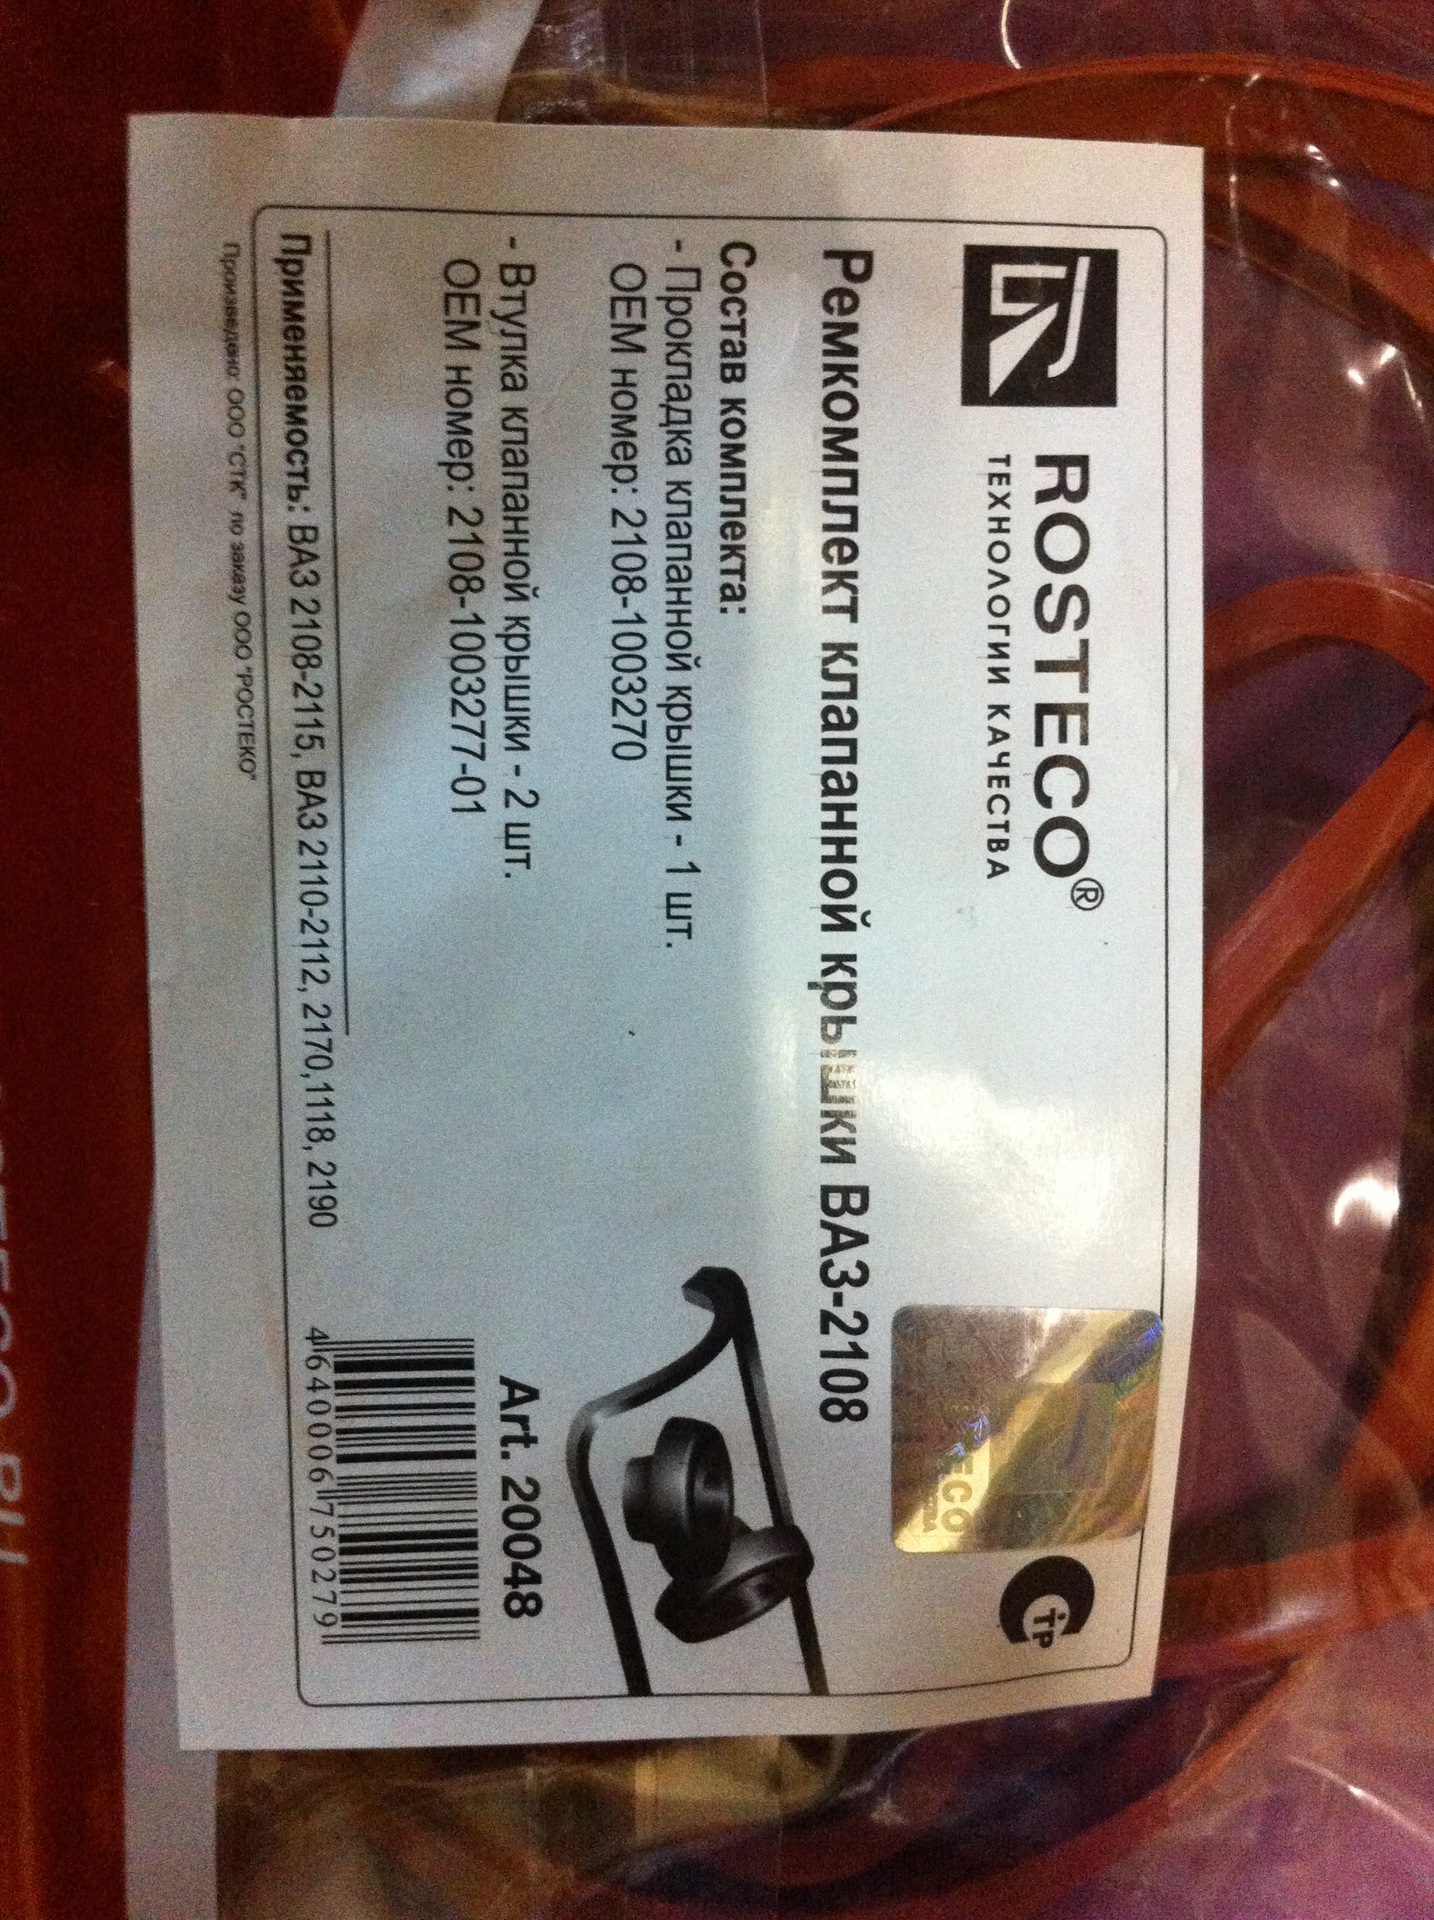 ROSTECO®
ТЕХНОЛОГИИ КАЧЕСТВА
ECO
ТР
Ремкомплект клапанной крышки ВАЗ-2108
Состав комплекта:
- Прокладка клапанной крышки - 1 шт.
OEM номер: 2108-1003270
- Втулка клапанной крышки - 2 шт.
OEM номер: 2108-1003277-01
Art. 20048
Применяемость: ВАЗ 2108-2115, ВАЗ 2110-2112, 2170,1118, 2190
4640006750279
Произведено: ООО "СТК" по заказу ООО "РОСТЕКО"